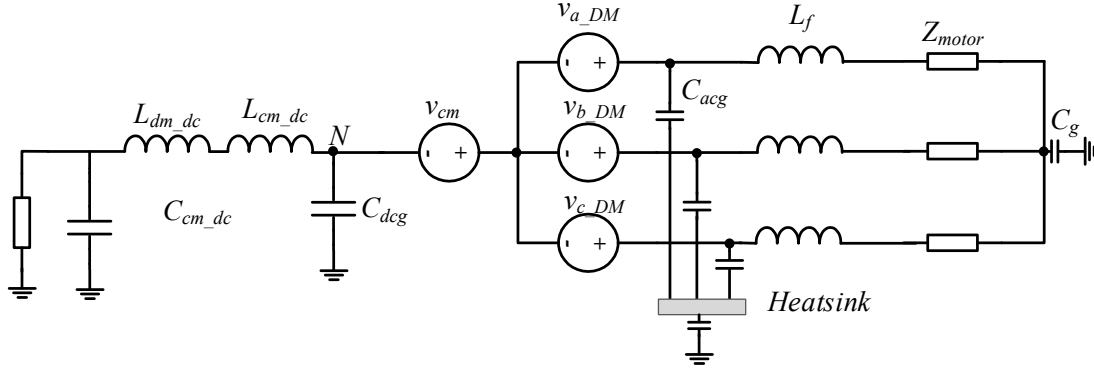 v_a_DM
L_f
Z_motor
C_acg
L_cm_dc
v_cm
v_b_DM
L_dm_dc
N
C_g
v_c_DM
C_cm_dc
C_dcg
Heatsink